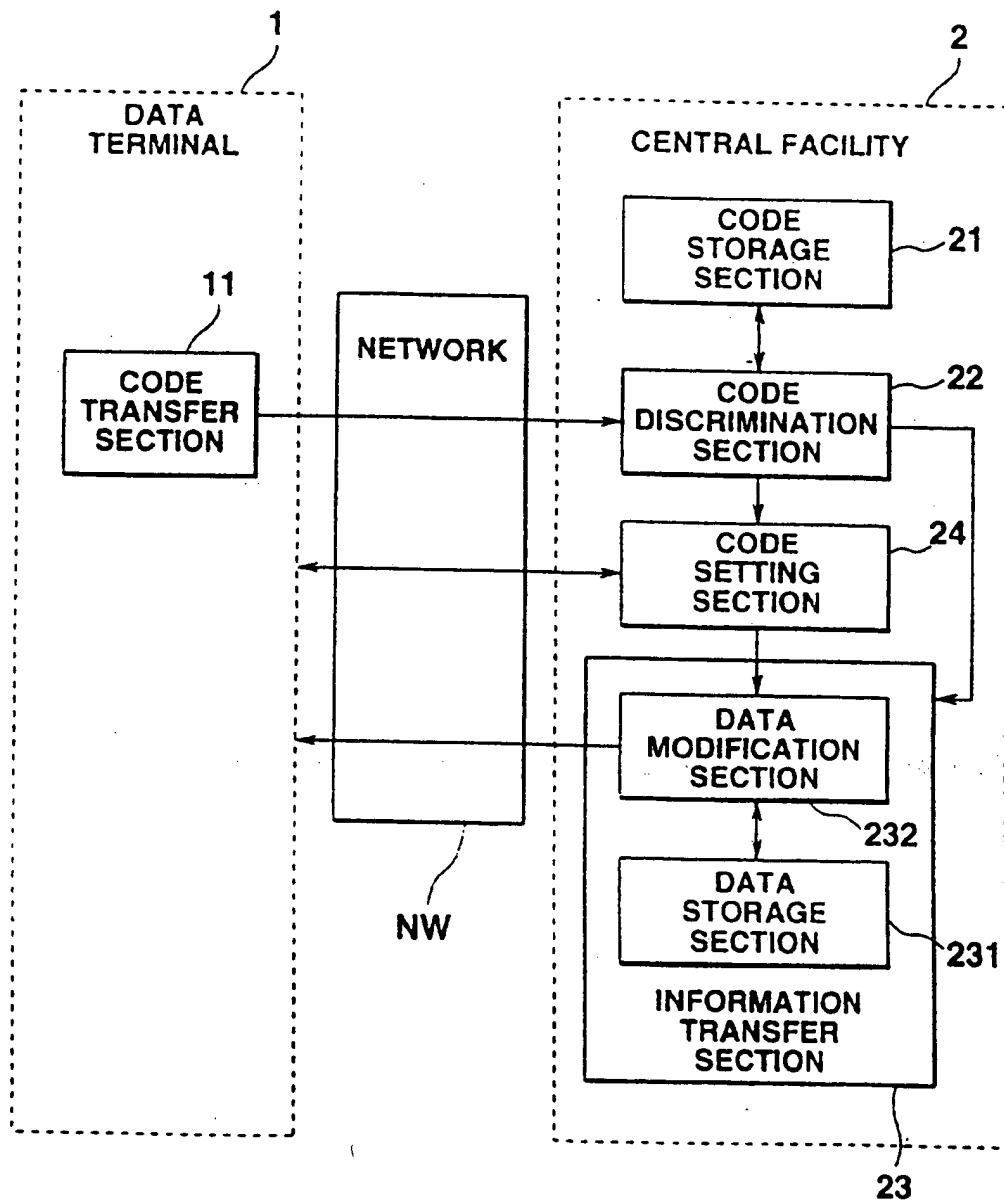 1
DATA
TERMINAL
11
CODE
TRANSFER
SECTION
NETWORK
NW
2
CENTRAL FACILITY
CODE
STORAGE
SECTION
21
CODE
DISCRIMINATION
SECTION
22
CODE
SETTING
SECTION
24
DATA
MODIFICATION
SECTION
232
DATA
STORAGE
SECTION
231
INFORMATION
TRANSFER
SECTION
23